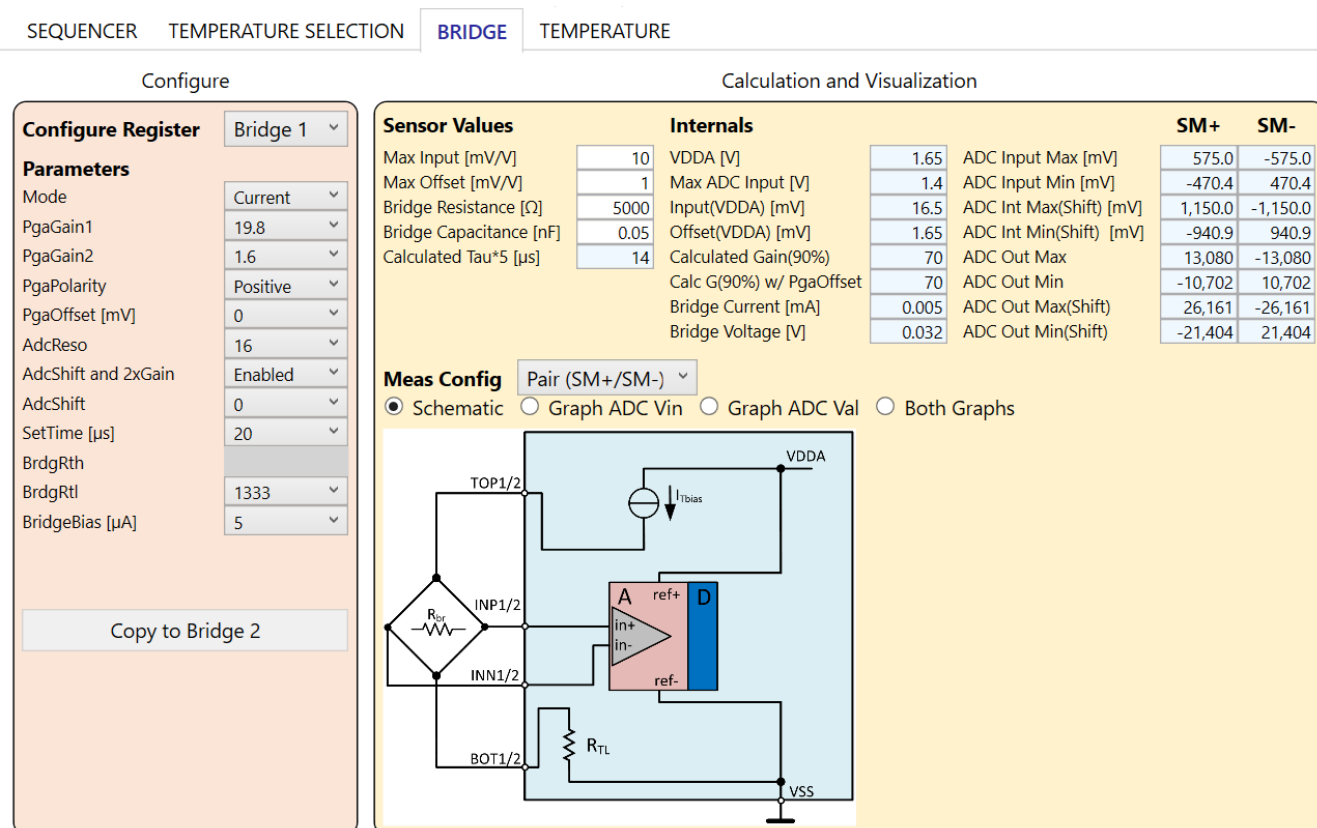 SEQUENCER TEMPERATURE SELECTION BRIDGE TEMPERATURE
Configure
Configure Register Bridge 1
Parameters
Mode Current
PgaGain1 19.8
PgaGain2 1.6
PgaPolarity Positive
PgaOffset [mV] 0
AdcReso 16
AdcShift and 2xGain Enabled
AdcShift 0
SetTime [µs] 20
BrdgRth
BrdgRtl 1333
BridgeBias [µA] 5
Copy to Bridge 2
Calculation and Visualization
Sensor Values
Max Input [mV/V] 10
Max Offset [mV/V] 1
Bridge Resistance [Ω] 5000
Bridge Capacitance [nF] 0.05
Calculated Tau*5 [µs] 14
Internals
VDDA [V] 1.65
Max ADC Input [V] 1.4
Input(VDDA) [mV] 16.5
Offset(VDDA) [mV] 1.65
Calculated Gain(90%) 70
Calc G(90%) w/ PgaOffset 70
Bridge Current [mA] 0.005
Bridge Voltage [V] 0.032
SM+ SM-
ADC Input Max [mV] 575.0 -575.0
ADC Input Min [mV] -470.4 470.4
ADC Int Max(Shift) [mV] 1,150.0 -1,150.0
ADC Int Min(Shift) [mV] -940.9 940.9
ADC Out Max 13,080 -13,080
ADC Out Min -10,702 10,702
ADC Out Max(Shift) 26,161 -26,161
ADC Out Min(Shift) -21,404 21,404
Meas Config Pair (SM+/SM-)
Schematic Graph ADC Vin Graph ADC Val Both Graphs
VDDA
TOP1/2
ITbias
INP1/2
Rbr
A ref+ D
in+
in-
INN1/2
ref-
RTL
BOT1/2
VSS